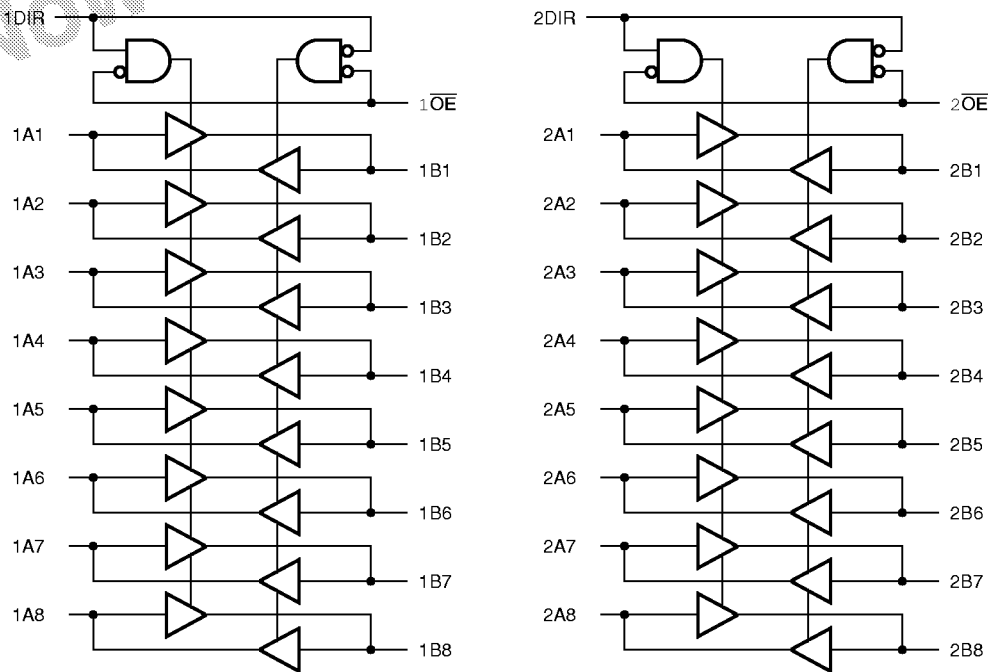 1DIR 2DIR
1OE̅ 2OE̅
1A1 2A1
1B1 2B1
1A2 2A2
1B2 2B2
1A3 2A3
1B3 2B3
1A4 2A4
1B4 2B4
1A5 2A5
1B5 2B5
1A6 2A6
1B6 2B6
1A7 2A7
1B7 2B7
1A8 2A8
1B8 2B8